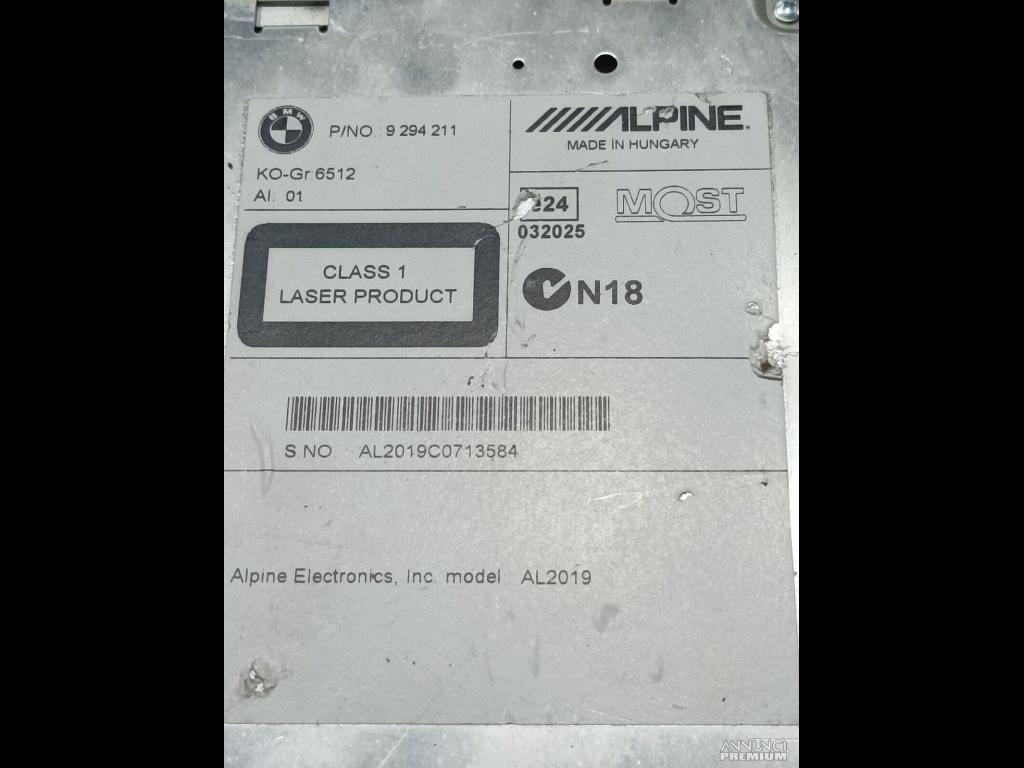 BMW
P/NO 9 294 211
KO-Gr:6512
AI: 01
ALPINE
MADE IN HUNGARY
e24
032025
MOST
N18
CLASS 1
LASER PRODUCT
S NO AL2019C0713584
Alpine Electronics, Inc. model AL2019
ANNUNCI
PREMIUM